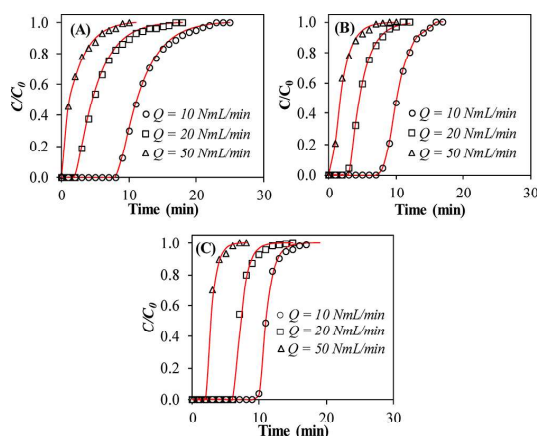 (A)
C/C0
1.0
0.8
0.6
0.4
0.2
0.0
Q = 10 NmL/min
Q = 20 NmL/min
Q = 50 NmL/min
0 10 20 30
Time (min)
(B)
C/C0
1.0
0.8
0.6
0.4
0.2
0.0
Q = 10 NmL/min
Q = 20 NmL/min
Q = 50 NmL/min
0 10 20 30
Time (min)
(C)
C/C0
1.0
0.8
0.6
0.4
0.2
0.0
Q = 10 NmL/min
Q = 20 NmL/min
Q = 50 NmL/min
0 10 20 30
Time (min)